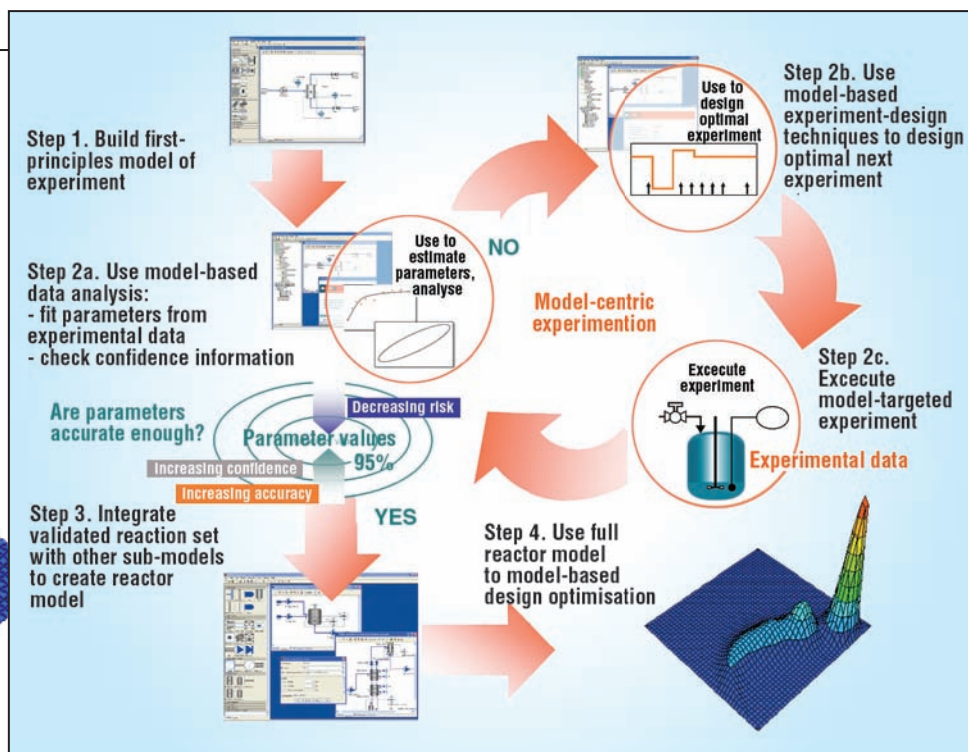 Step 1. Build first-
principles model of
experiment
Use to
design
optimal
experiment
Step 2b. Use
model-based
experiment-design
techniques to design
optimal next
experiment
Step 2a. Use model-based
data analysis:
- fit parameters from
experimental data
- check confidence information
Use to
estimate
parameters,
analyse
NO
Model-centric
experimention
Step 2c.
Excecute
model-targeted
experiment
Excecute
experiment
Experimental data
Are parameters
accurate enough?
Decreasing risk
Parameter values
95%
Increasing confidence
Increasing accuracy
YES
Step 3. Integrate
validated reaction set
with other sub-models
to create reactor
model
Step 4. Use full
reactor model
to model-based
design optimisation